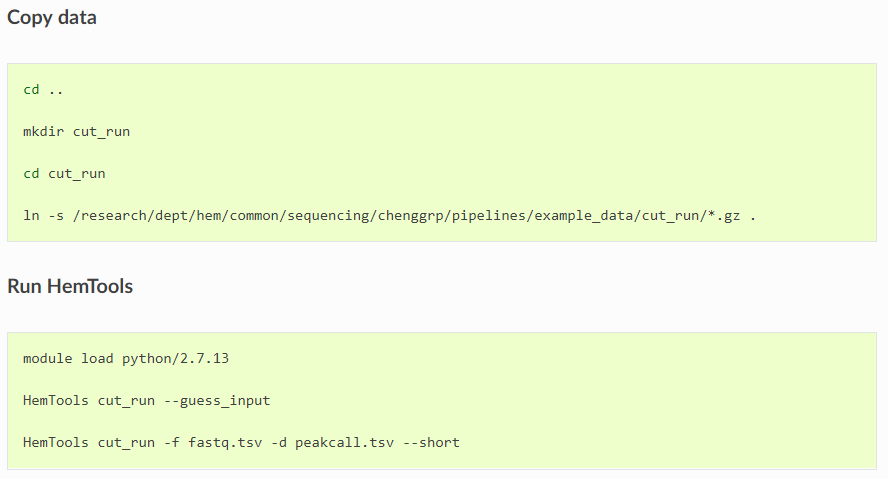 Copy data
cd ..
mkdir cut_run
cd cut_run
ln -s /research/dept/hem/common/sequencing/chenggrp/pipelines/example_data/cut_run/*.gz .
Run HemTools
module load python/2.7.13
HemTools cut_run --guess_input
HemTools cut_run -f fastq.tsv -d peakcall.tsv --short